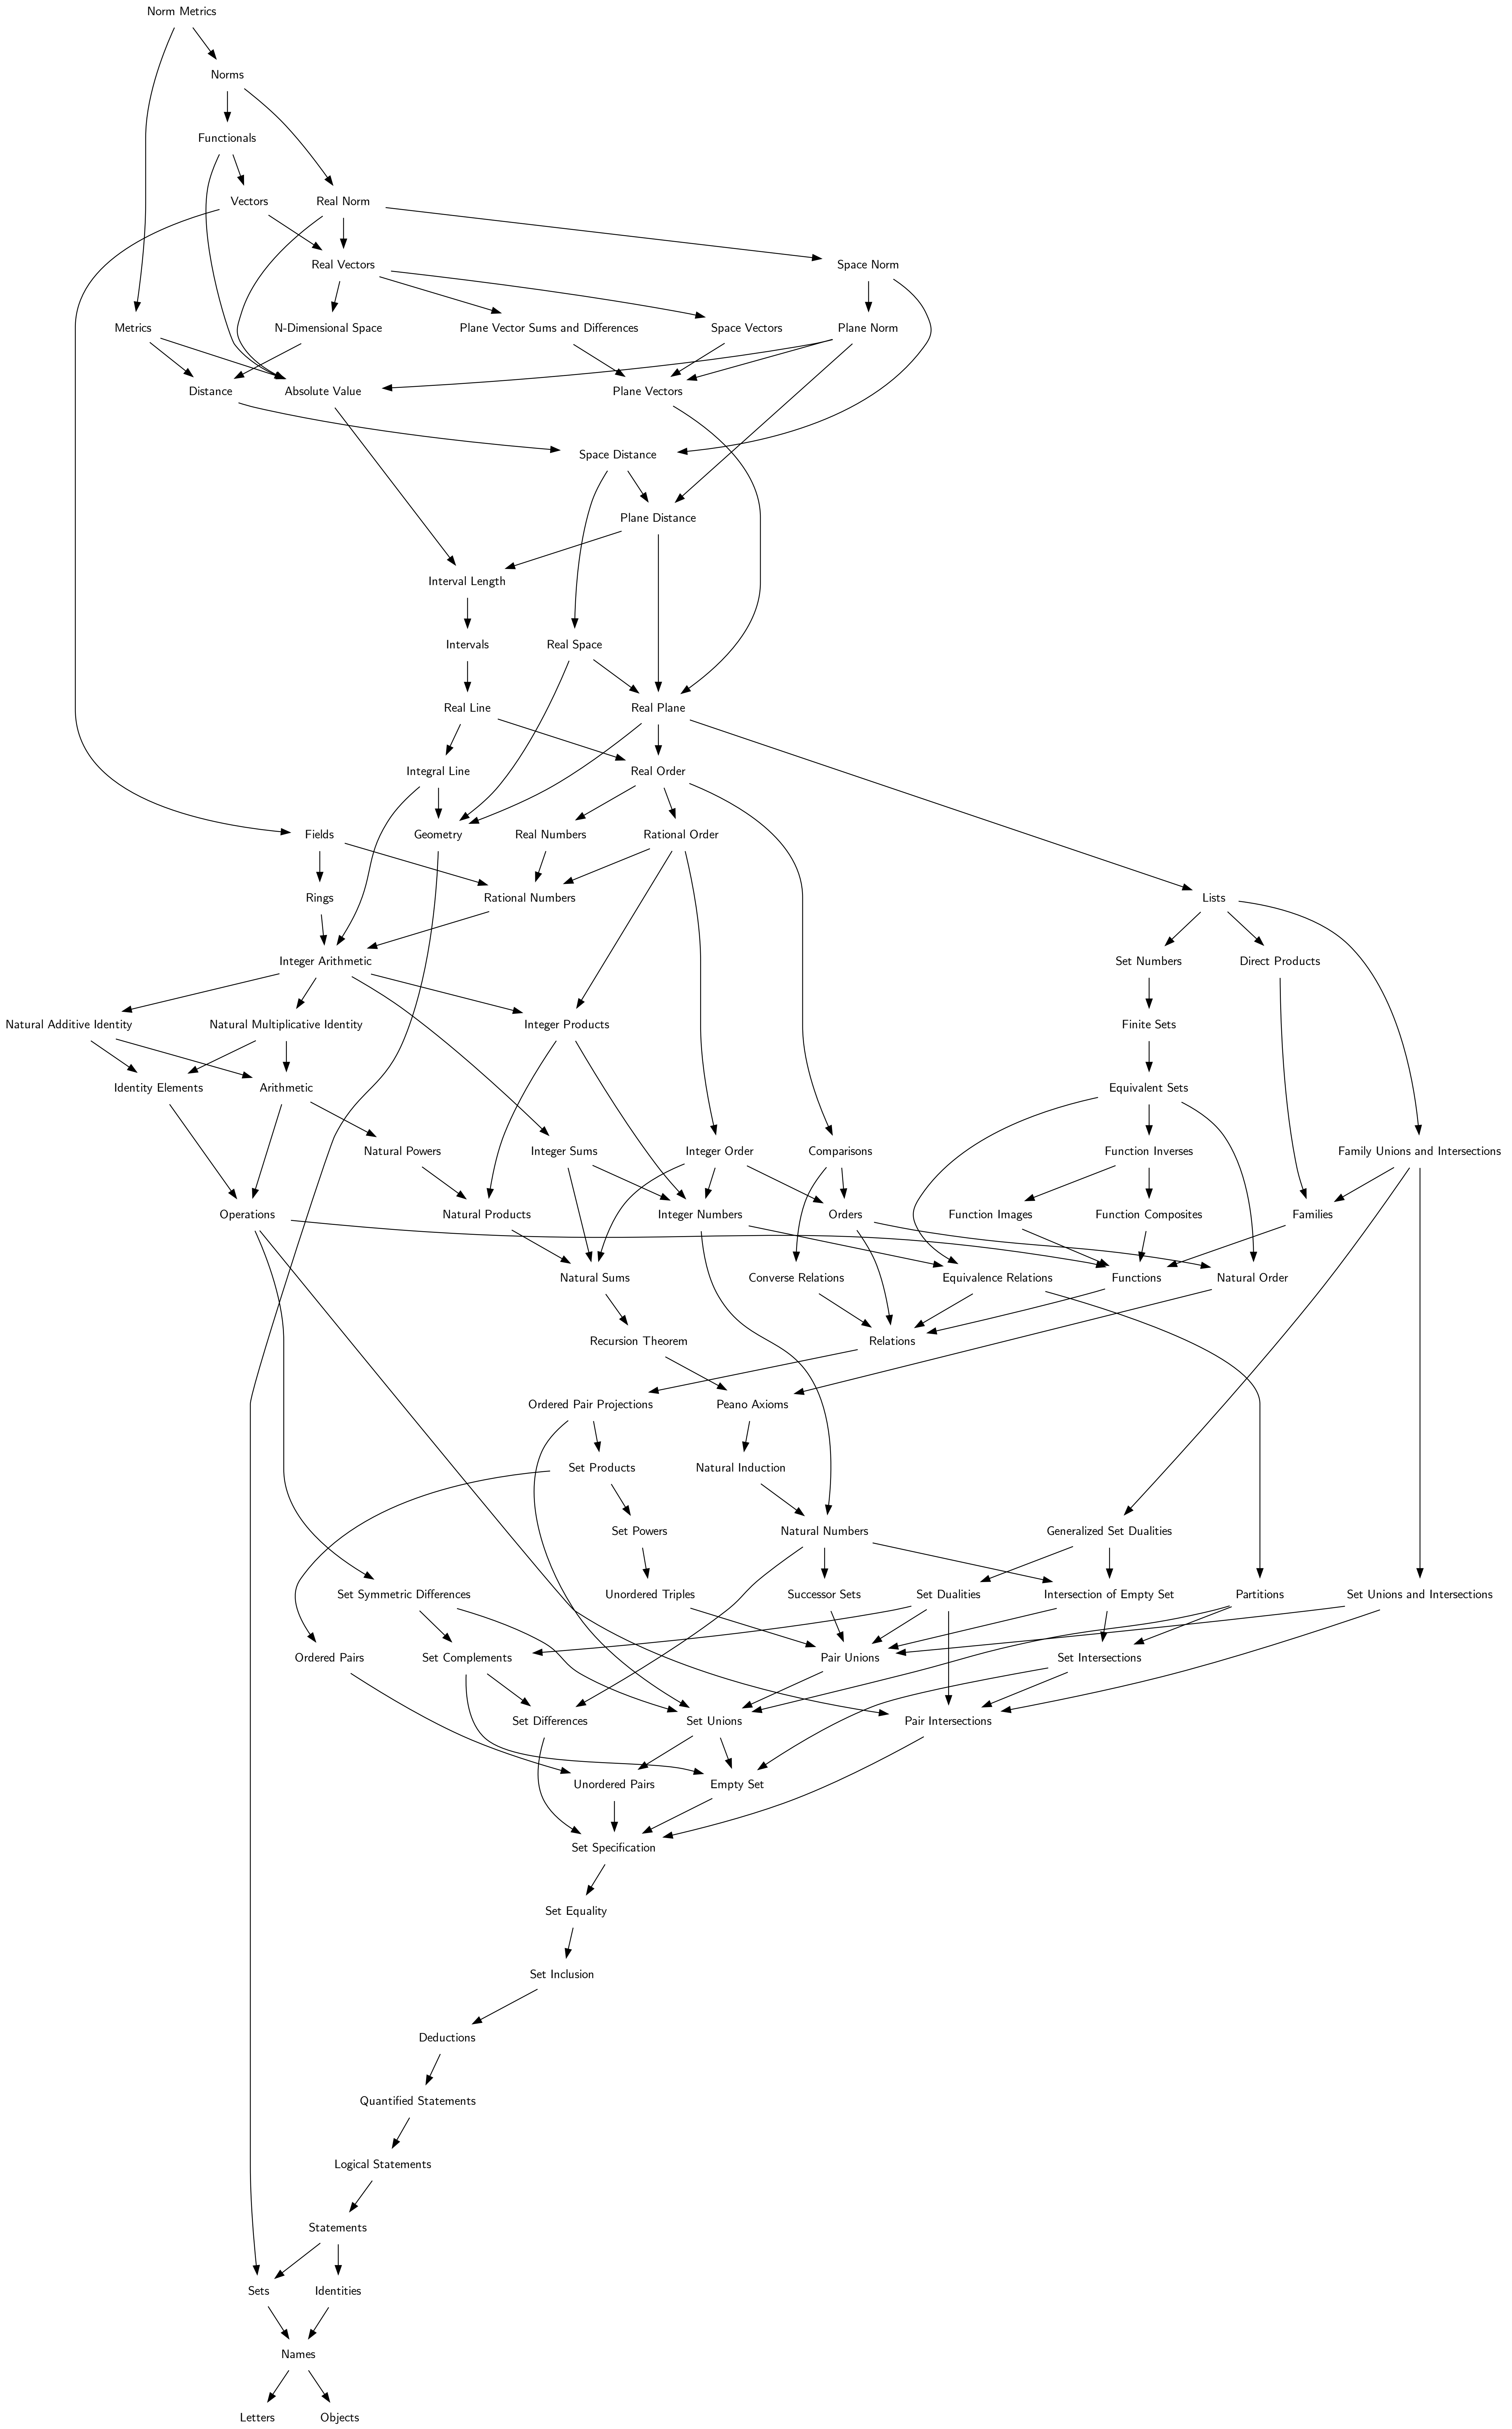 Norm Metrics
Norms
Functionals
Vectors
Real Norm
Real Vectors
Space Norm
Metrics
N-Dimensional Space
Plane Vector Sums and Differences
Space Vectors
Plane Norm
Distance
Absolute Value
Plane Vectors
Space Distance
Plane Distance
Interval Length
Intervals
Real Space
Real Line
Real Plane
Integral Line
Real Order
Fields
Geometry
Real Numbers
Rational Order
Rings
Rational Numbers
Lists
Integer Arithmetic
Set Numbers
Direct Products
Natural Additive Identity
Natural Multiplicative Identity
Integer Products
Finite Sets
Identity Elements
Arithmetic
Equivalent Sets
Natural Powers
Integer Sums
Integer Order
Comparisons
Function Inverses
Family Unions and Intersections
Operations
Natural Products
Integer Numbers
Orders
Function Images
Function Composites
Families
Natural Sums
Converse Relations
Equivalence Relations
Functions
Natural Order
Recursion Theorem
Relations
Ordered Pair Projections
Peano Axioms
Set Products
Natural Induction
Set Powers
Natural Numbers
Generalized Set Dualities
Set Symmetric Differences
Unordered Triples
Successor Sets
Set Dualities
Intersection of Empty Set
Partitions
Set Unions and Intersections
Ordered Pairs
Set Complements
Pair Unions
Set Intersections
Set Differences
Set Unions
Pair Intersections
Unordered Pairs
Empty Set
Set Specification
Set Equality
Set Inclusion
Deductions
Quantified Statements
Logical Statements
Statements
Sets
Identities
Names
Letters
Objects